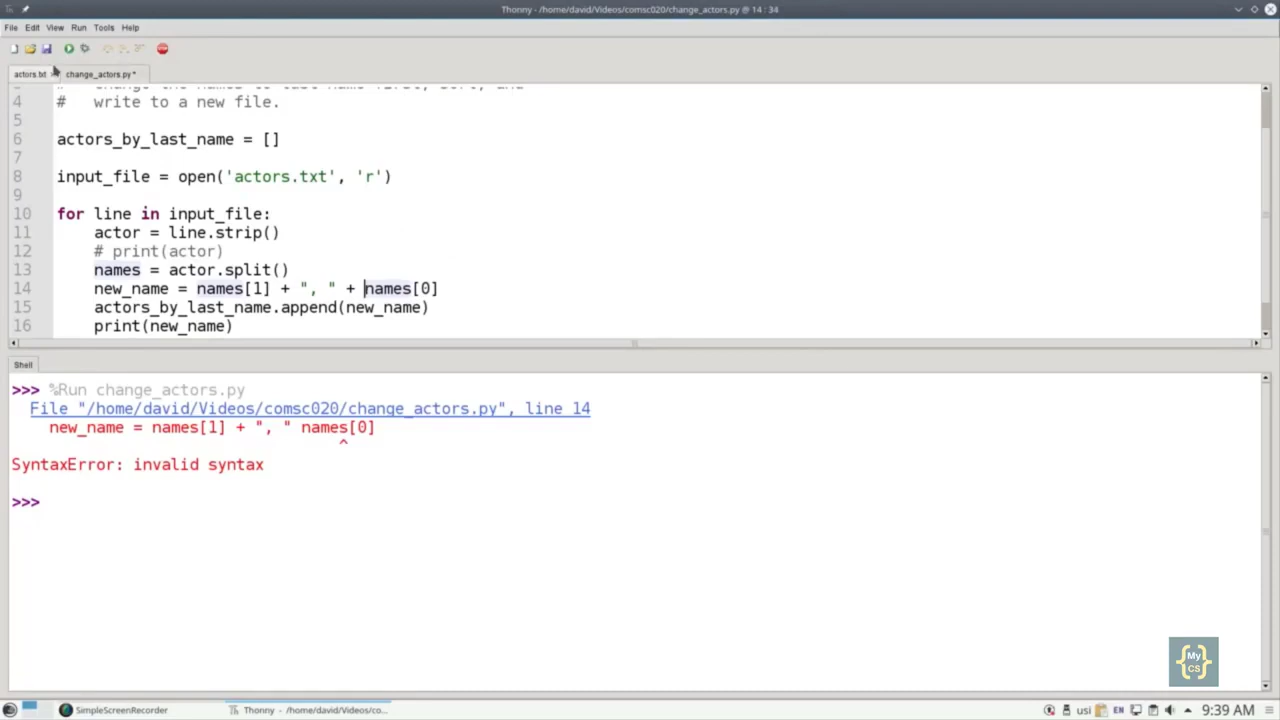 Thonny - /home/david/Videos/comsc020/change_actors.py @ 14 : 34
File Edit View Run Tools Help
actors.txt change_actors.py *
4 # write to a new file.
5
6 actors_by_last_name = []
7
8 input_file = open('actors.txt', 'r')
9
10 for line in input_file:
11 actor = line.strip()
12 # print(actor)
13 names = actor.split()
14 new_name = names[1] + ", " + names[0]
15 actors_by_last_name.append(new_name)
16 print(new_name)
Shell
>>> %Run change_actors.py
File "/home/david/Videos/comsc020/change_actors.py", line 14
new_name = names[1] + ", " names[0]
^
SyntaxError: invalid syntax
>>>
{My
CS}
SimpleScreenRecorder Thonny - /home/david/Videos/co... EN usi 9:39 AM